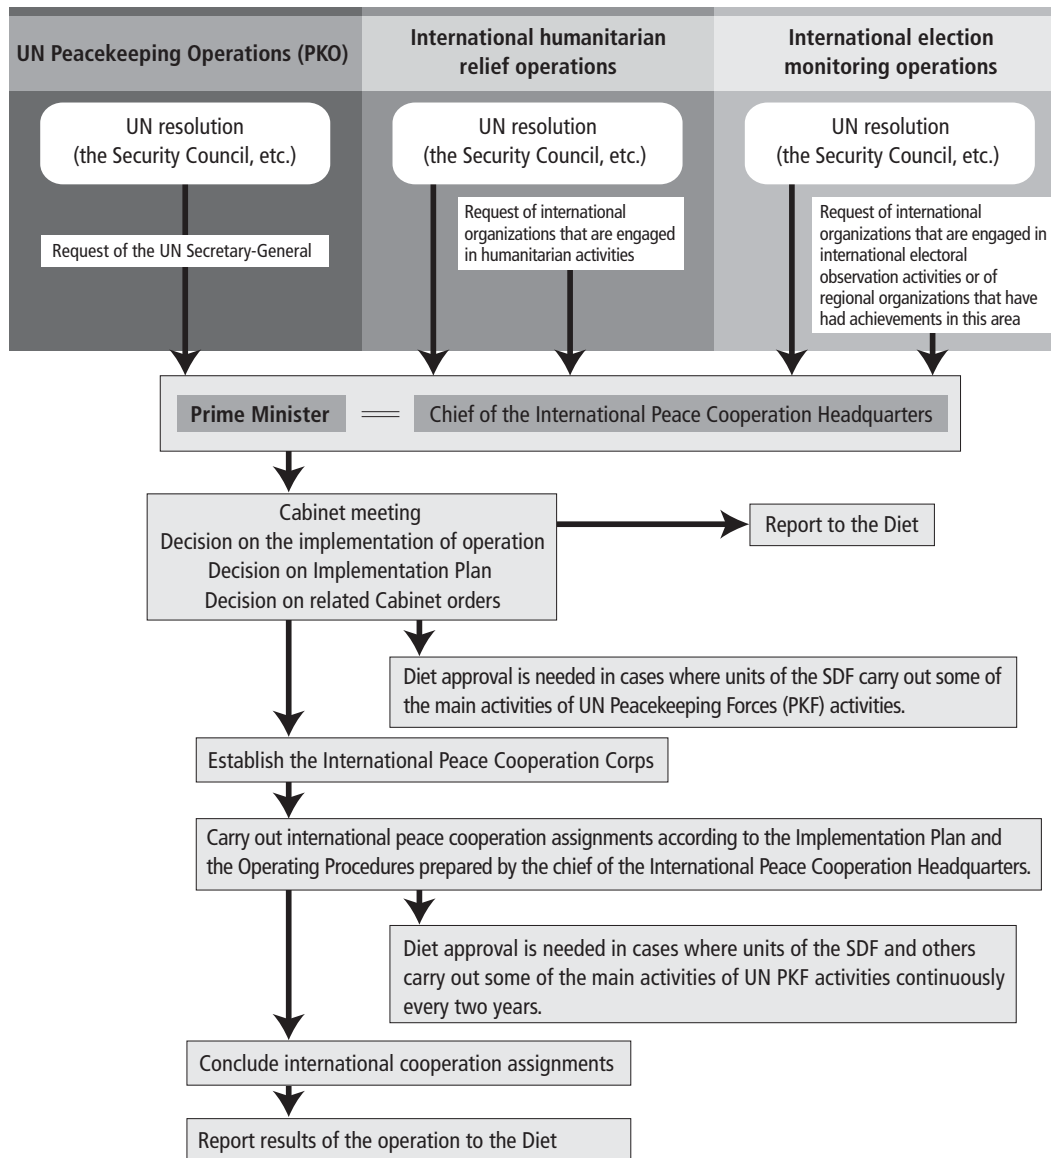 UN Peacekeeping Operations (PKO)
International humanitarian
relief operations
International election
monitoring operations
UN resolution
(the Security Council, etc.)
UN resolution
(the Security Council, etc.)
UN resolution
(the Security Council, etc.)
Request of the UN Secretary-General
Request of international
organizations that are engaged
in humanitarian activities
Request of international
organizations that are engaged in
international electoral
observation activities or of
regional organizations that have
had achievements in this area
Prime Minister
Chief of the International Peace Cooperation Headquarters
Cabinet meeting
Decision on the implementation of operation
Decision on Implementation Plan
Decision on related Cabinet orders
Report to the Diet
Diet approval is needed in cases where units of the SDF carry out some of
the main activities of UN Peacekeeping Forces (PKF) activities.
Establish the International Peace Cooperation Corps
Carry out international peace cooperation assignments according to the Implementation Plan and
the Operating Procedures prepared by the chief of the International Peace Cooperation Headquarters.
Diet approval is needed in cases where units of the SDF and others
carry out some of the main activities of UN PKF activities continuously
every two years.
Conclude international cooperation assignments
Report results of the operation to the Diet